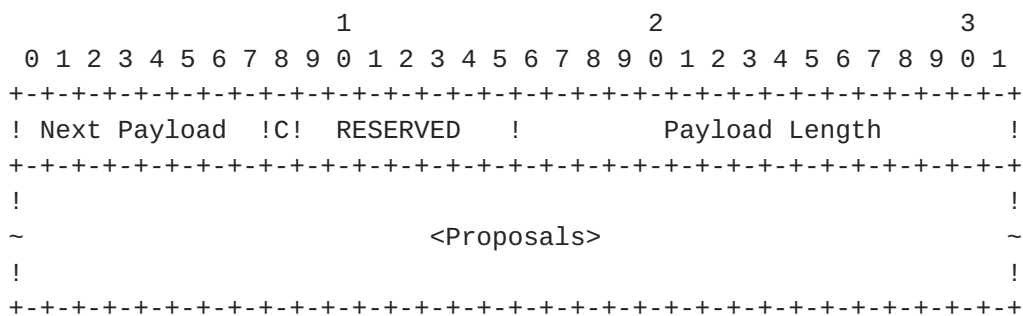 1                   2                   3
 0 1 2 3 4 5 6 7 8 9 0 1 2 3 4 5 6 7 8 9 0 1 2 3 4 5 6 7 8 9 0 1
+-+-+-+-+-+-+-+-+-+-+-+-+-+-+-+-+-+-+-+-+-+-+-+-+-+-+-+-+-+-+-+-+
! Next Payload  !C!  RESERVED   !         Payload Length        !
+-+-+-+-+-+-+-+-+-+-+-+-+-+-+-+-+-+-+-+-+-+-+-+-+-+-+-+-+-+-+-+-+
!                                                               !
~                          <Proposals>                          ~
!                                                               !
+-+-+-+-+-+-+-+-+-+-+-+-+-+-+-+-+-+-+-+-+-+-+-+-+-+-+-+-+-+-+-+-+